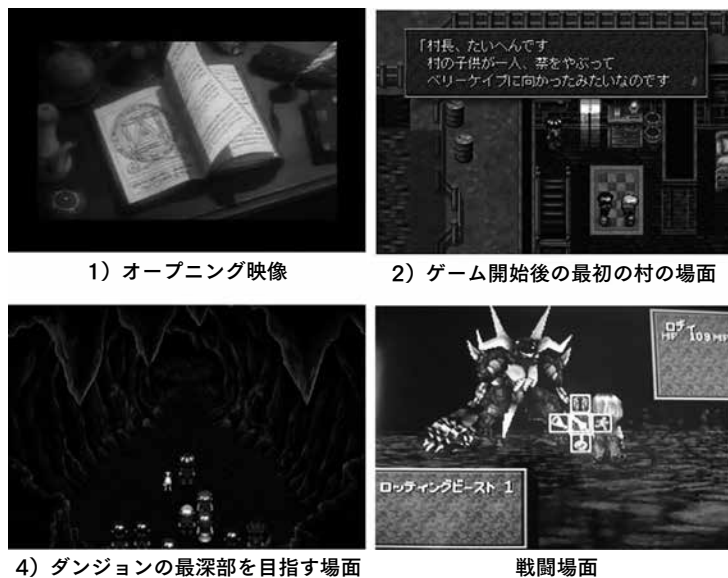 「村長、たいへんです
村の子供が一人、禁をやぶって
ベリーケイブに向かったみたいなのです
1）オープニング映像
2）ゲーム開始後の最初の村の場面
ロディ
MP 109MP
ロッティングビースト 1
4）ダンジョンの最深部を目指す場面
戦闘場面